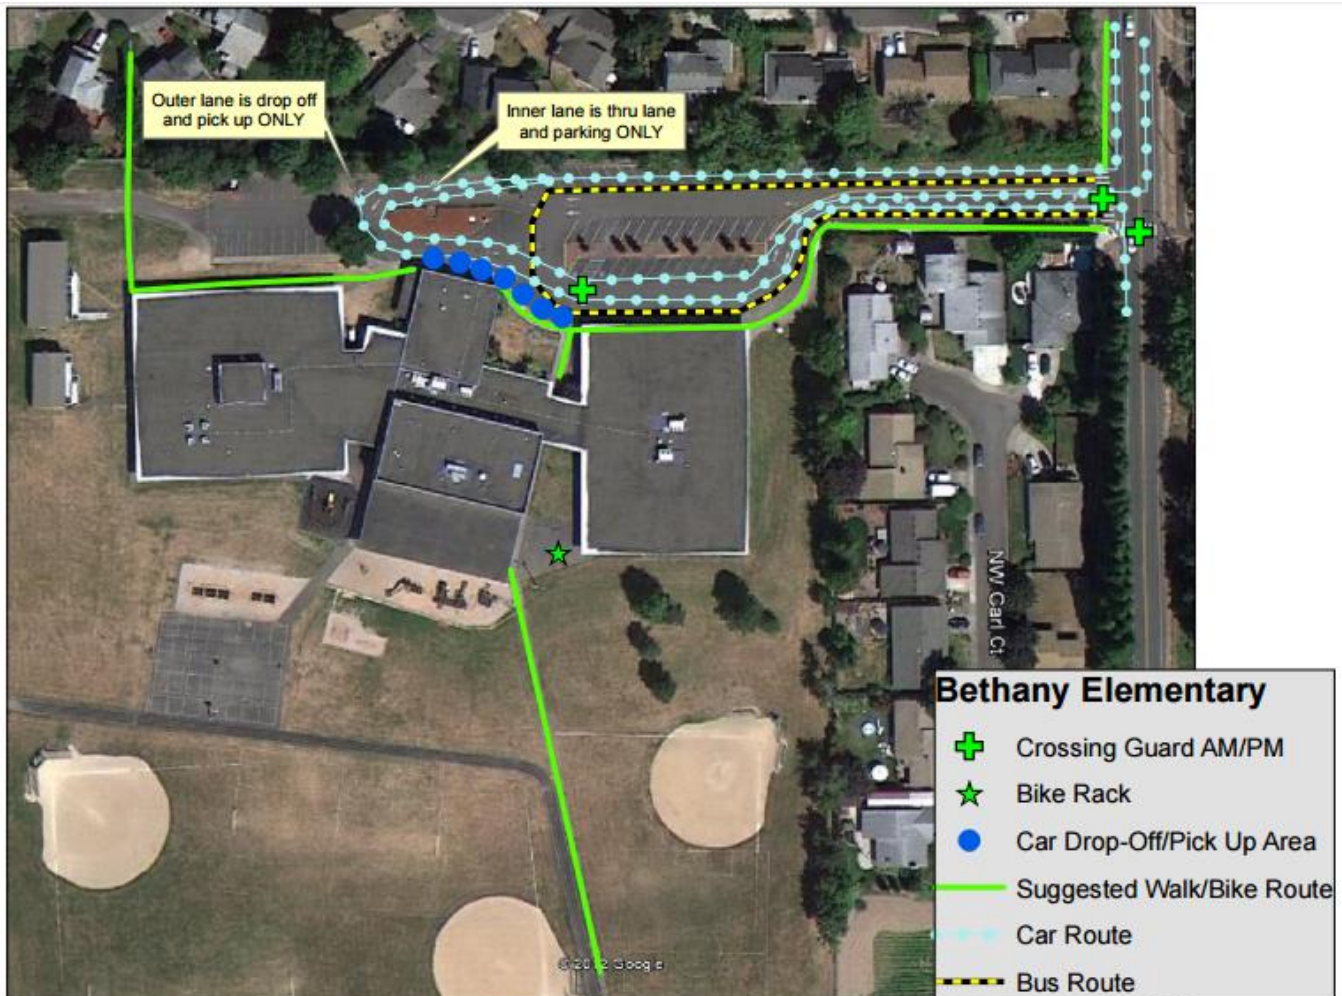 Outer lane is drop off
and pick up ONLY
Inner lane is thru lane
and parking ONLY
NW Carl Ct
Bethany Elementary
Crossing Guard AM/PM
Bike Rack
Car Drop-Off/Pick Up Area
Suggested Walk/Bike Route
Car Route
Bus Route
© 2012 Google